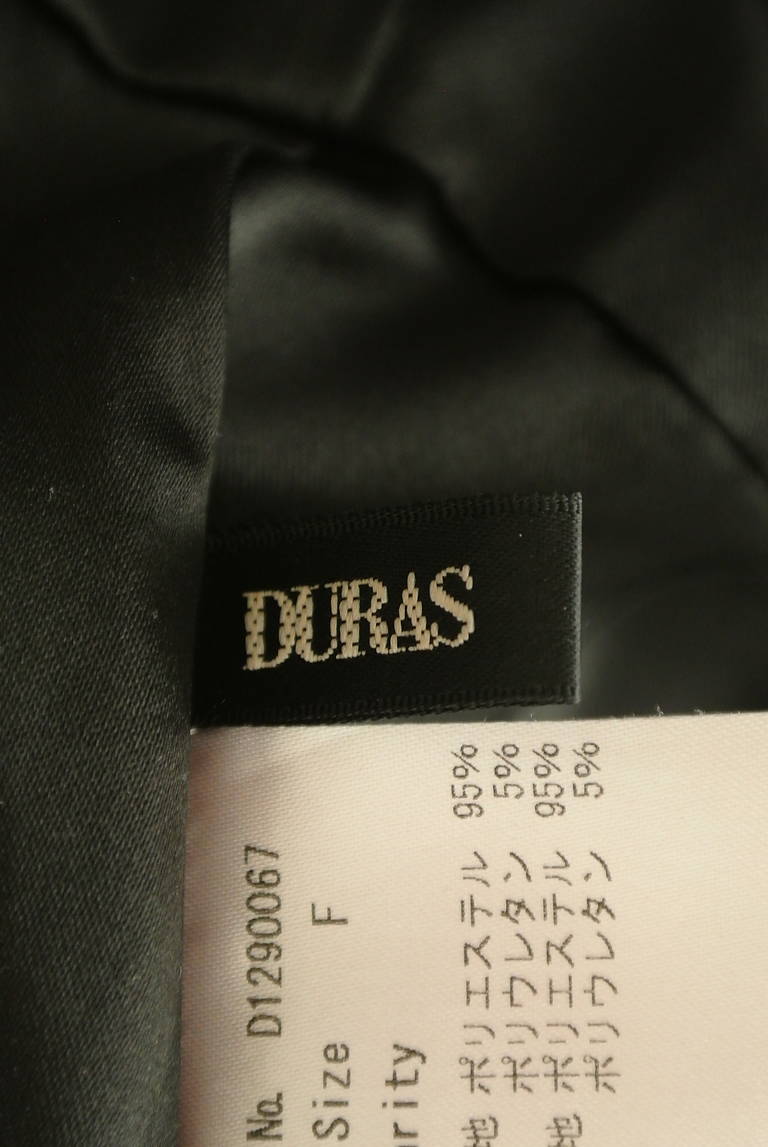 DURAS
No. D1290067
Size F
rity
地 ポリエステル 95%
ポリウレタン 5%
地 ポリエステル 95%
ポリウレタン 5%